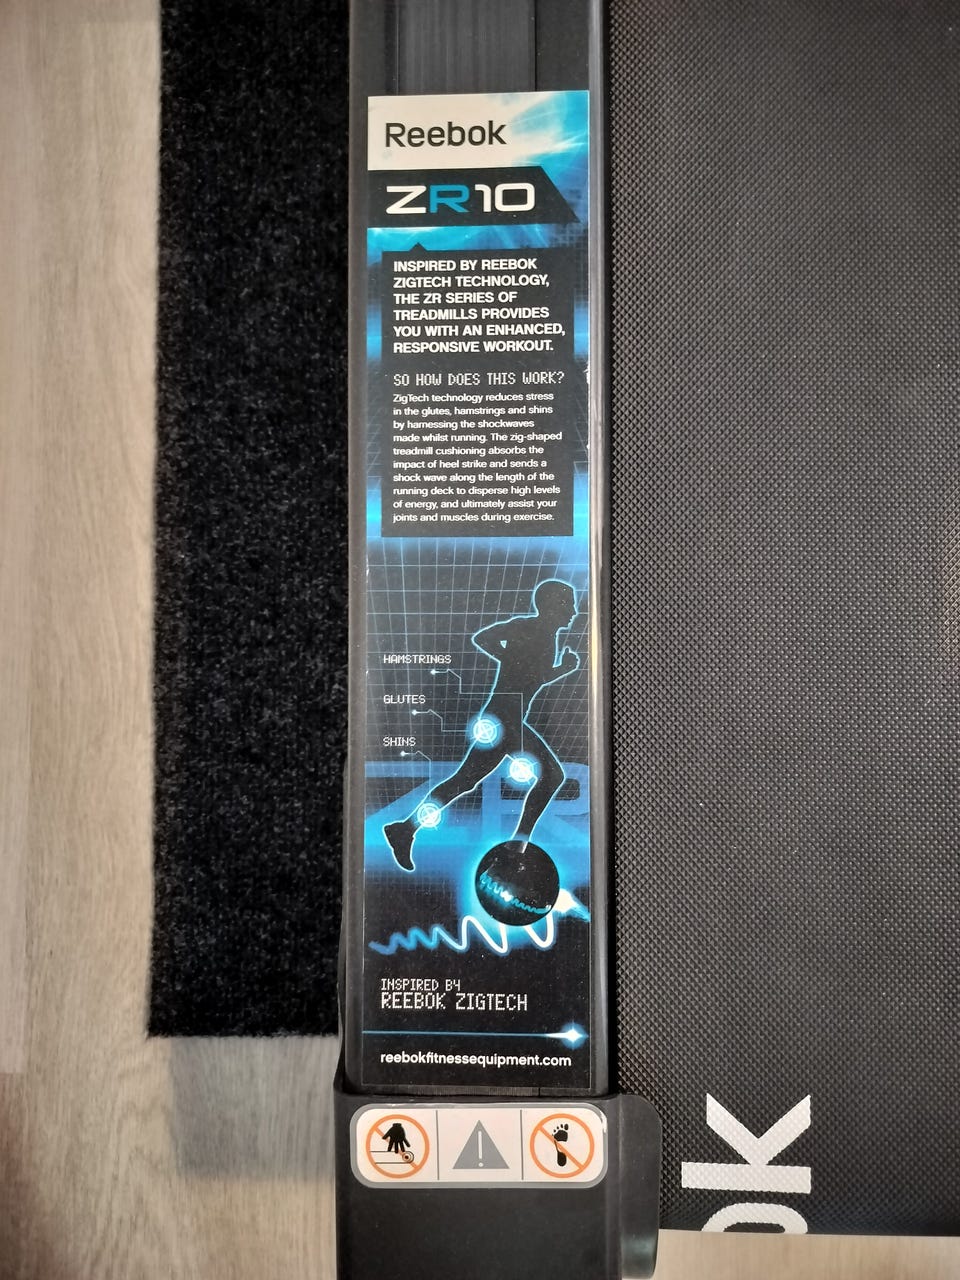 Reebok
ZR10
INSPIRED BY REEBOK
ZIGTECH TECHNOLOGY,
THE ZR SERIES OF
TREADMILLS PROVIDES
YOU WITH AN ENHANCED,
RESPONSIVE WORKOUT.
SO HOW DOES THIS WORK?
ZigTech technology reduces stress
in the glutes, hamstrings and shins
by harnessing the shockwaves
made whilst running. The zig-shaped
treadmill cushioning absorbs the
impact of heel strike and sends a
shock wave along the length of the
running deck to disperse high levels
of energy, and ultimately assist your
joints and muscles during exercise.
HAMSTRINGS
GLUTES
SHINS
ZR
INSPIRED BY
REEBOK ZIGTECH
reebokfitnessequipment.com
ok